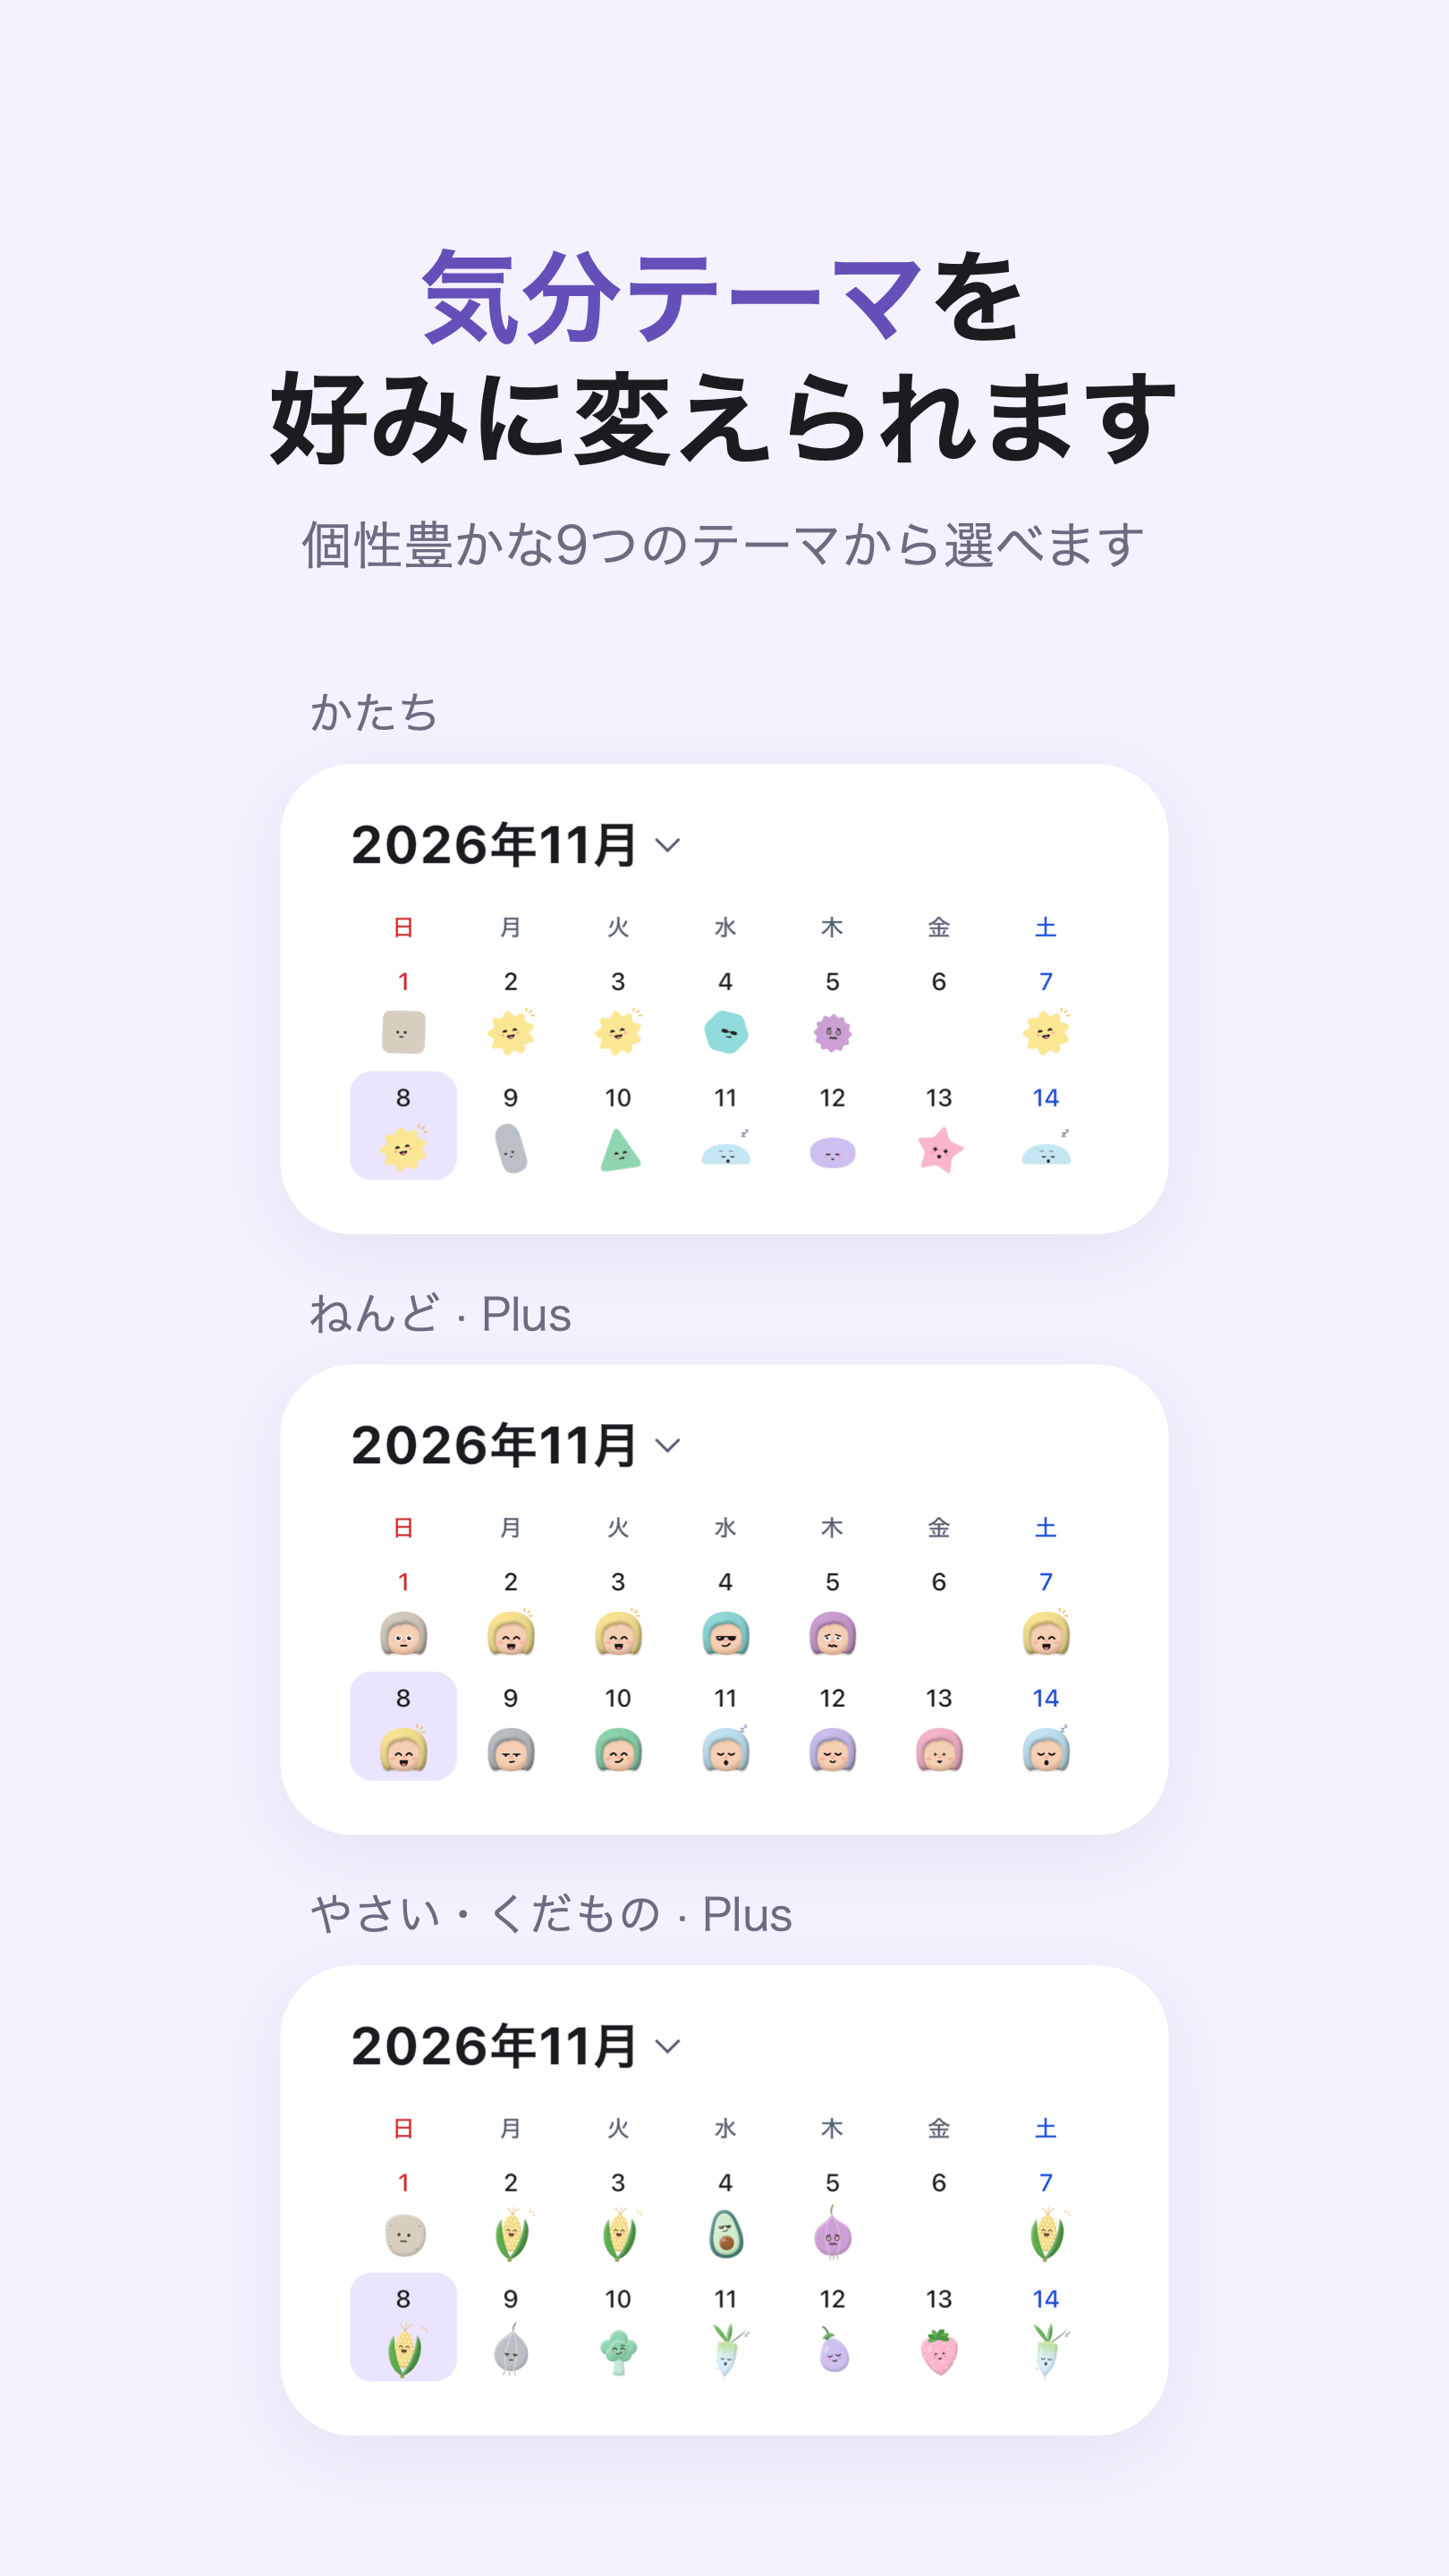 気分テーマを
好みに変えられます
個性豊かな9つのテーマから選べます
かたち
2026年11月
日 月 火 水 木 金 土
1 2 3 4 5 6 7
8 9 10 11 12 13 14
ねんど · Plus
2026年11月
日 月 火 水 木 金 土
1 2 3 4 5 6 7
8 9 10 11 12 13 14
やさい・くだもの · Plus
2026年11月
日 月 火 水 木 金 土
1 2 3 4 5 6 7
8 9 10 11 12 13 14